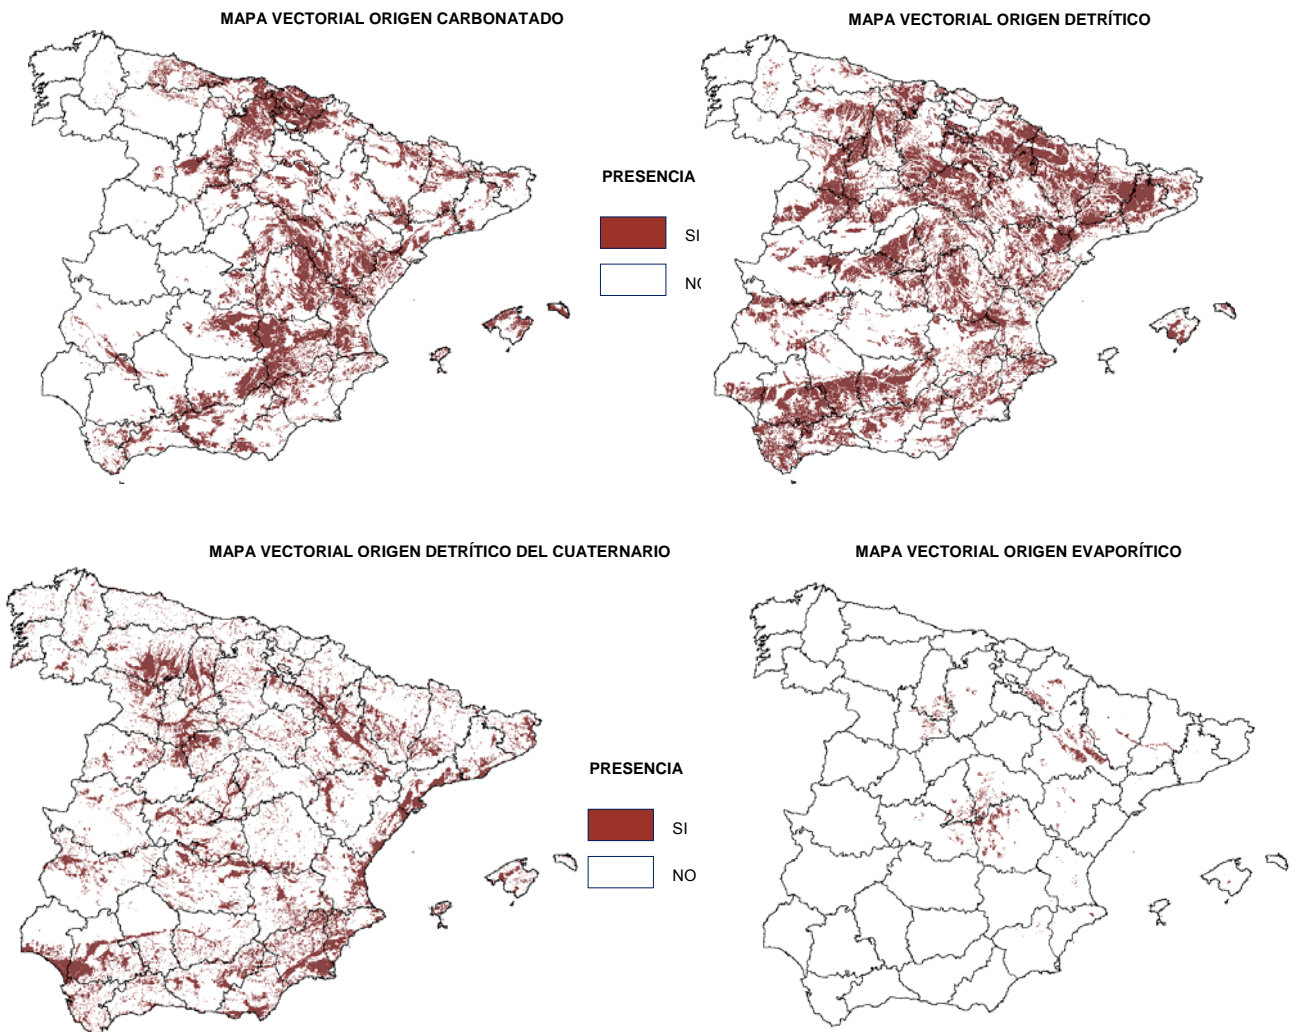 MAPA VECTORIAL ORIGEN CARBONATADO
MAPA VECTORIAL ORIGEN DETRÍTICO
PRESENCIA
SI
NO
MAPA VECTORIAL ORIGEN DETRÍTICO DEL CUATERNARIO
MAPA VECTORIAL ORIGEN EVAPORÍTICO
PRESENCIA
SI
NO